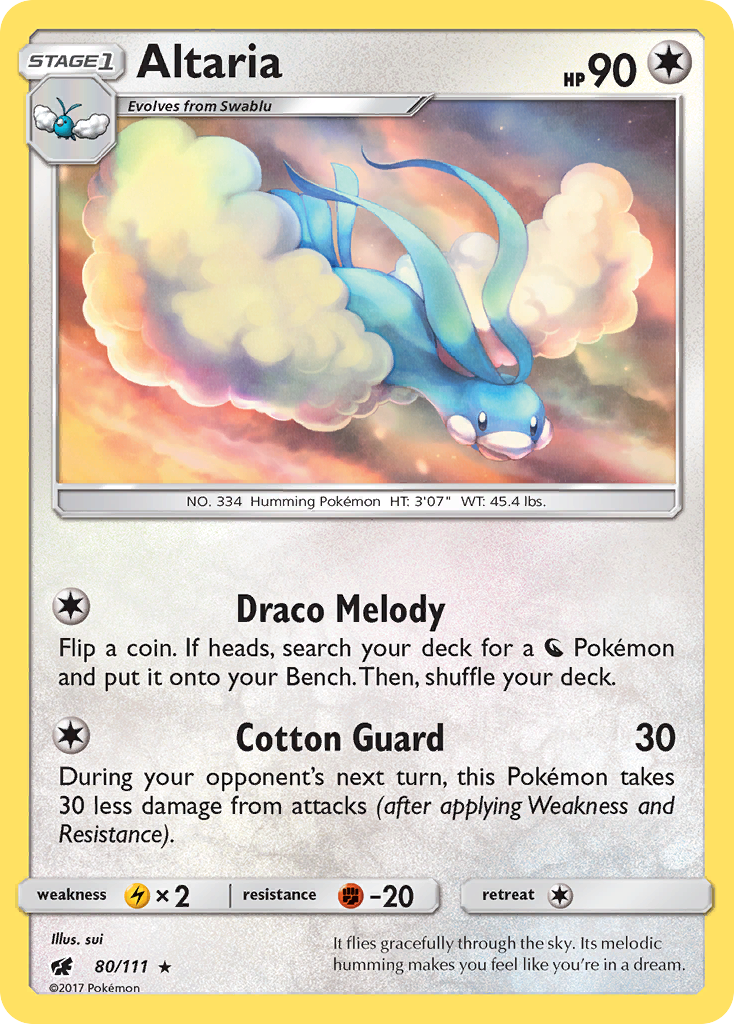 STAGE 1
Altaria
HP 90
Evolves from Swablu
NO. 334 Humming Pokémon HT: 3'07" WT: 45.4 lbs.
Draco Melody
Flip a coin. If heads, search your deck for a Pokémon
and put it onto your Bench. Then, shuffle your deck.
Cotton Guard 30
During your opponent's next turn, this Pokémon takes
30 less damage from attacks (after applying Weakness and
Resistance).
weakness × 2 resistance -20 retreat
Illus. sui
80/111
©2017 Pokémon
It flies gracefully through the sky. Its melodic
humming makes you feel like you're in a dream.